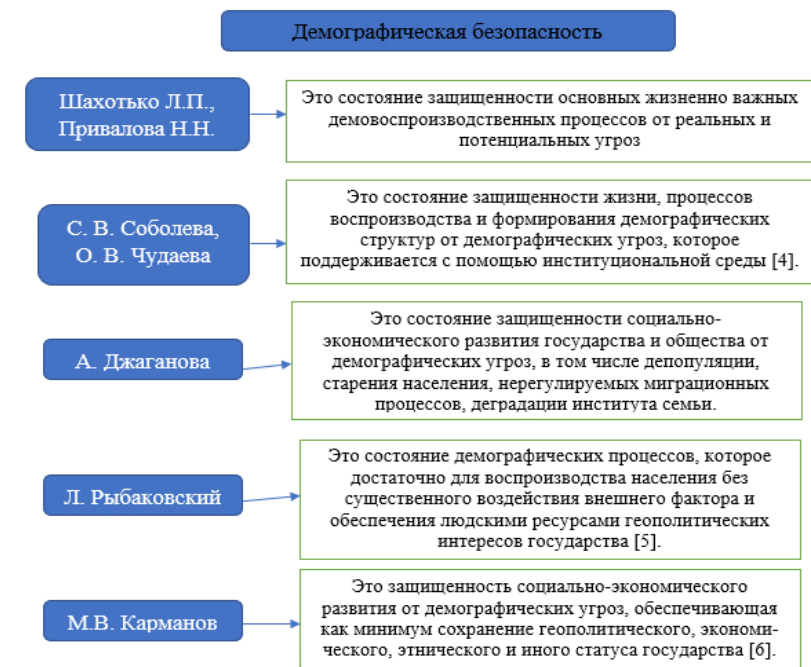 Демографическая безопасность
Шахотько Л.П.,
Привалова Н.Н.
Это состояние защищенности основных жизненно важных
демовоспроизводственных процессов от реальных и
потенциальных угроз
С. В. Соболева,
О. В. Чудаева
Это состояние защищенности жизни, процессов
воспроизводства и формирования демографических
структур от демографических угроз, которое
поддерживается с помощью институциональной среды [4].
А. Джаганова
Это состояние защищенности социально-
экономического развития государства и общества от
демографических угроз, в том числе депопуляции,
старения населения, нерегулируемых миграционных
процессов, деградации института семьи.
Л. Рыбаковский
Это состояние демографических процессов, которое
достаточно для воспроизводства населения без
существенного воздействия внешнего фактора и
обеспечения людскими ресурсами геополитических
интересов государства [5].
М.В. Карманов
Это защищенность социально-экономического
развития от демографических угроз, обеспечивающая
как минимум сохранение геополитического, экономи-
ческого, этнического и иного статуса государства [6].